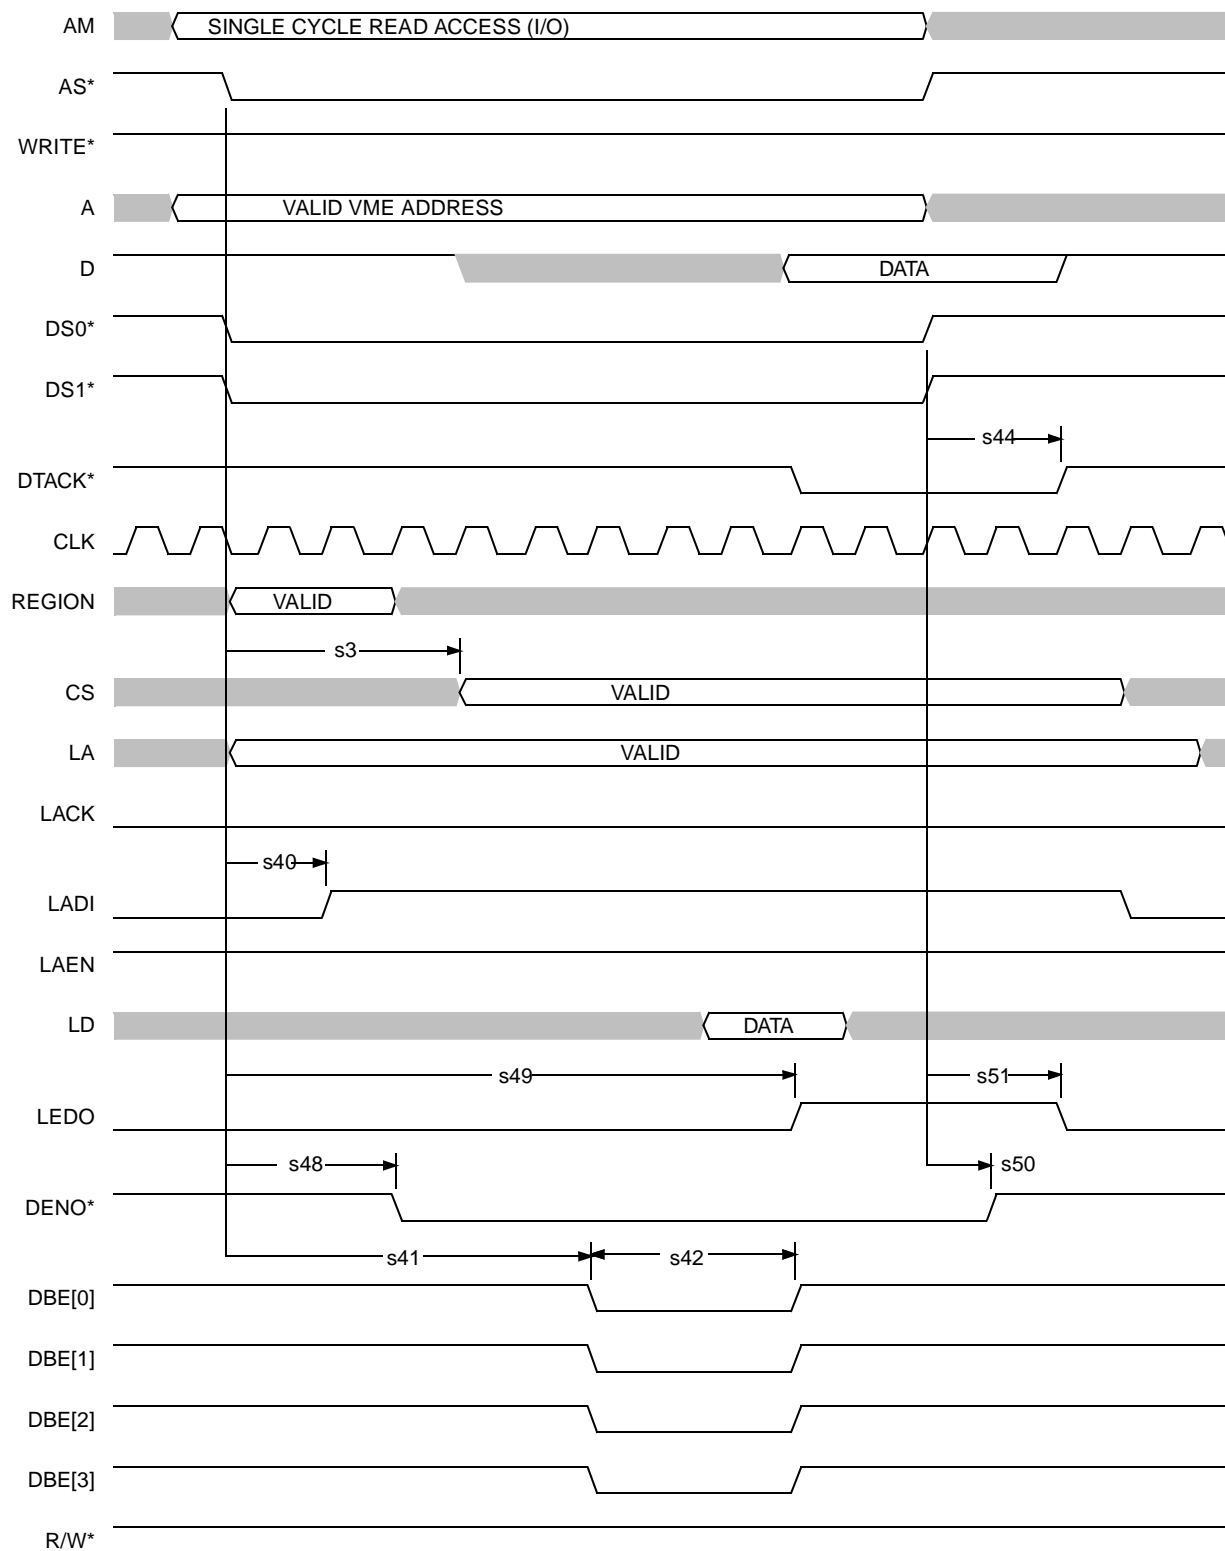 AM SINGLE CYCLE READ ACCESS (I/O)
AS*
WRITE*
A VALID VME ADDRESS
D DATA
DS0*
DS1*
s44
DTACK*
CLK
REGION VALID
s3
CS VALID
LA VALID
LACK
s40
LADI
LAEN
LD DATA
s49 s51
LEDO
s48 s50
DENO*
s41 s42
DBE[0]
DBE[1]
DBE[2]
DBE[3]
R/W*